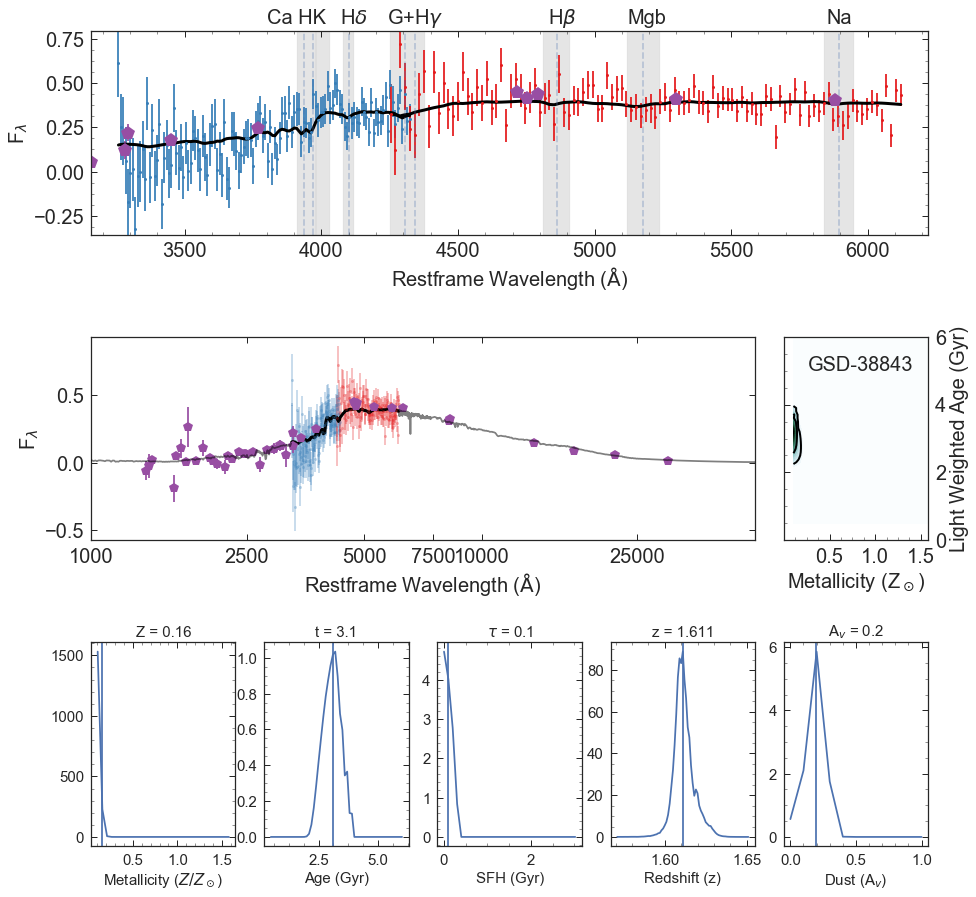 Ca HK Hδ G+Hγ Hβ Mgb Na
0.75
0.50
0.25
0.00
−0.25
F_λ
3500 4000 4500 5000 5500 6000
Restframe Wavelength (Å)
0.5
0.0
−0.5
F_λ
1000 2500 5000 7500 10000 25000
Restframe Wavelength (Å)
GSD-38843
6
4
2
0
Light Weighted Age (Gyr)
0.5 1.0 1.5
Metallicity (Z_⊙)
Z = 0.16
1500
1000
500
0
0.5 1.0 1.5
Metallicity (Z/Z_⊙)
t = 3.1
1.0
0.8
0.6
0.4
0.2
0.0
2.5 5.0
Age (Gyr)
τ = 0.1
4
3
2
1
0
0 2
SFH (Gyr)
z = 1.611
80
60
40
20
0
1.60 1.65
Redshift (z)
A_v = 0.2
6
4
2
0
0.0 0.5 1.0
Dust (A_v)